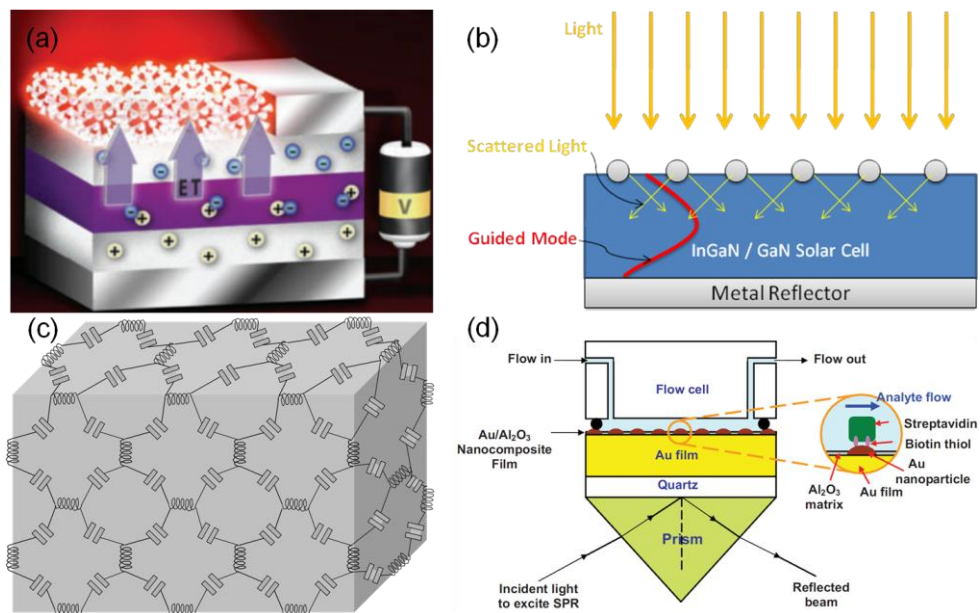 (a)
ET
V
(b)
Light
Scattered Light
Guided Mode
InGaN / GaN Solar Cell
Metal Reflector
(c)
(d)
Flow in
Flow out
Flow cell
Analyte flow
Streptavidin
Biotin thiol
Au
nanoparticle
Au film
Al₂O₃
matrix
Au/Al₂O₃
Nanocomposite
Film
Au film
Quartz
Prism
Incident light
to excite SPR
Reflected
beam